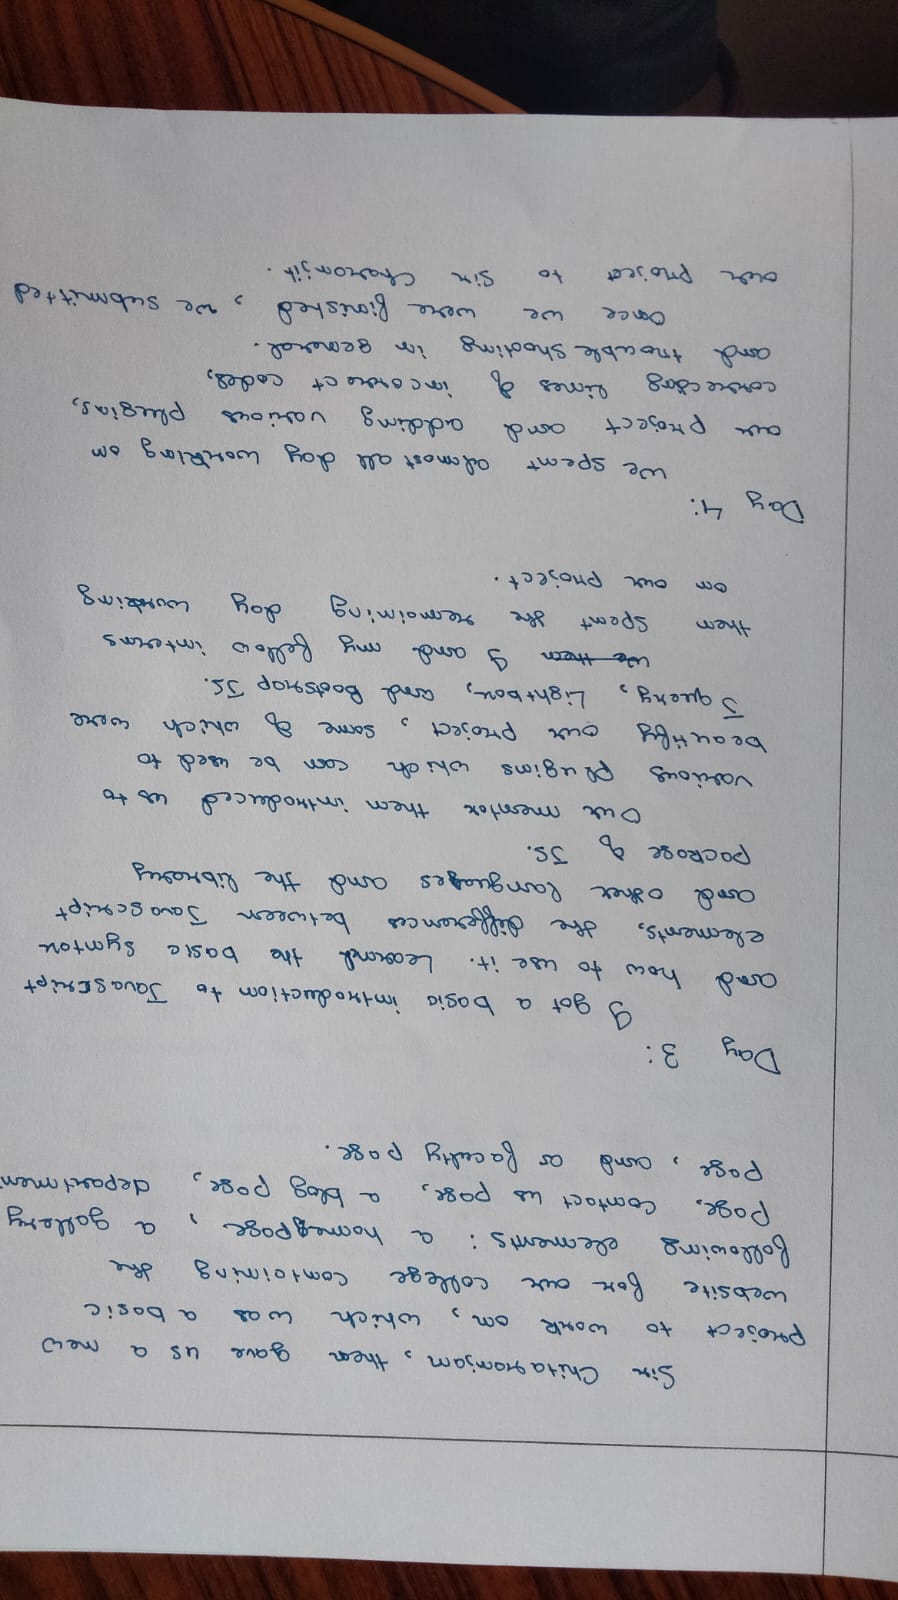 Sir Chitaranjan, then gave us a new
project to work on, which was a basic
website for our college containing the
following elements: a homepage, a gallery
page, contact us page, a blog page, departmen
page, and a faculty page.
Day 3:
I got a basic introduction to Javascript
and how to use it. Learnd the basic syntax
elements, the differences between Javascript
and other languages and the library
package of JS.
Our mentor then introduced us to
various plugins which can be used to
beautify our project, some of which were
Jquery, Lightbox, and Bootsrap JS.
We then I and my fellow interns
then spent the remaining day working
on our project.
Day 4:
We spent almost all day working on
our project and adding various plugins,
correcting lines of incorrect codes,
and trouble shooting in general.
Once we were finished, we submitted
our project to Sir Charanjit.